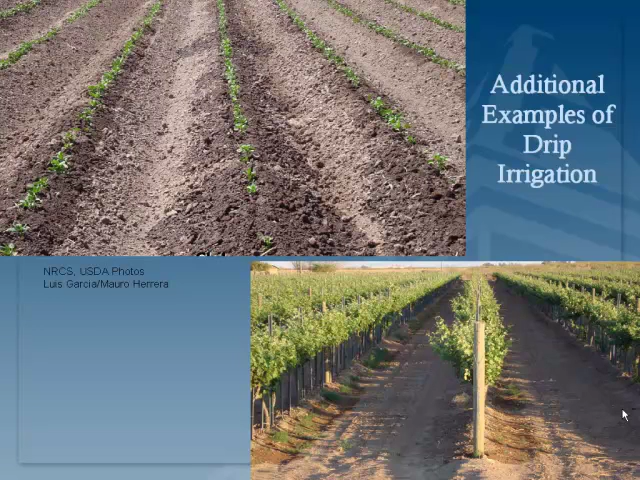 Additional
Examples of
Drip
Irrigation
NRCS, USDA Photos
Luis Garcia/Mauro Herrera